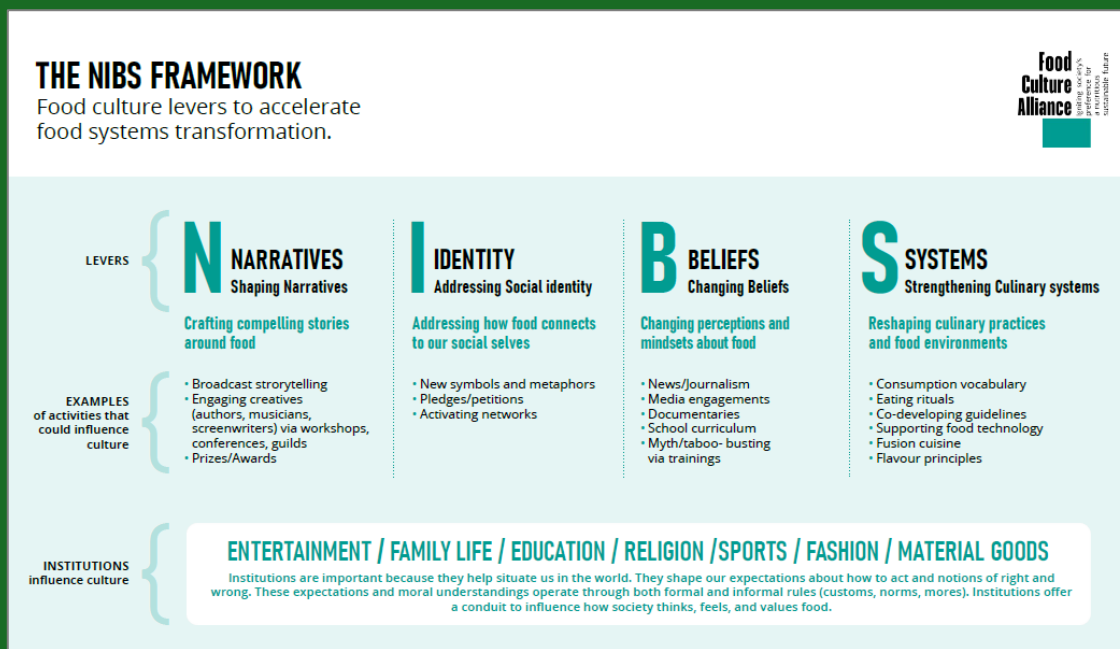 THE NIBS FRAMEWORK
Food culture levers to accelerate
food systems transformation.
Food
Culture
Alliance
Igniting society's
preference for
a nutritious
sustainable future
LEVERS
N NARRATIVES
Shaping Narratives
Crafting compelling stories
around food
I IDENTITY
Addressing Social identity
Addressing how food connects
to our social selves
B BELIEFS
Changing Beliefs
Changing perceptions and
mindsets about food
S SYSTEMS
Strengthening Culinary systems
Reshaping culinary practices
and food environments
EXAMPLES
of activities that
could influence
culture
• Broadcast strorytelling
• Engaging creatives
(authors, musicians,
screenwriters) via workshops,
conferences, guilds
• Prizes/Awards
• New symbols and metaphors
• Pledges/petitions
• Activating networks
• News/Journalism
• Media engagements
• Documentaries
• School curriculum
• Myth/taboo- busting
via trainings
• Consumption vocabulary
• Eating rituals
• Co-developing guidelines
• Supporting food technology
• Fusion cuisine
• Flavour principles
INSTITUTIONS
influence culture
ENTERTAINMENT / FAMILY LIFE / EDUCATION / RELIGION /SPORTS / FASHION / MATERIAL GOODS
Institutions are important because they help situate us in the world. They shape our expectations about how to act and notions of right and
wrong. These expectations and moral understandings operate through both formal and informal rules (customs, norms, mores). Institutions offer
a conduit to influence how society thinks, feels, and values food.